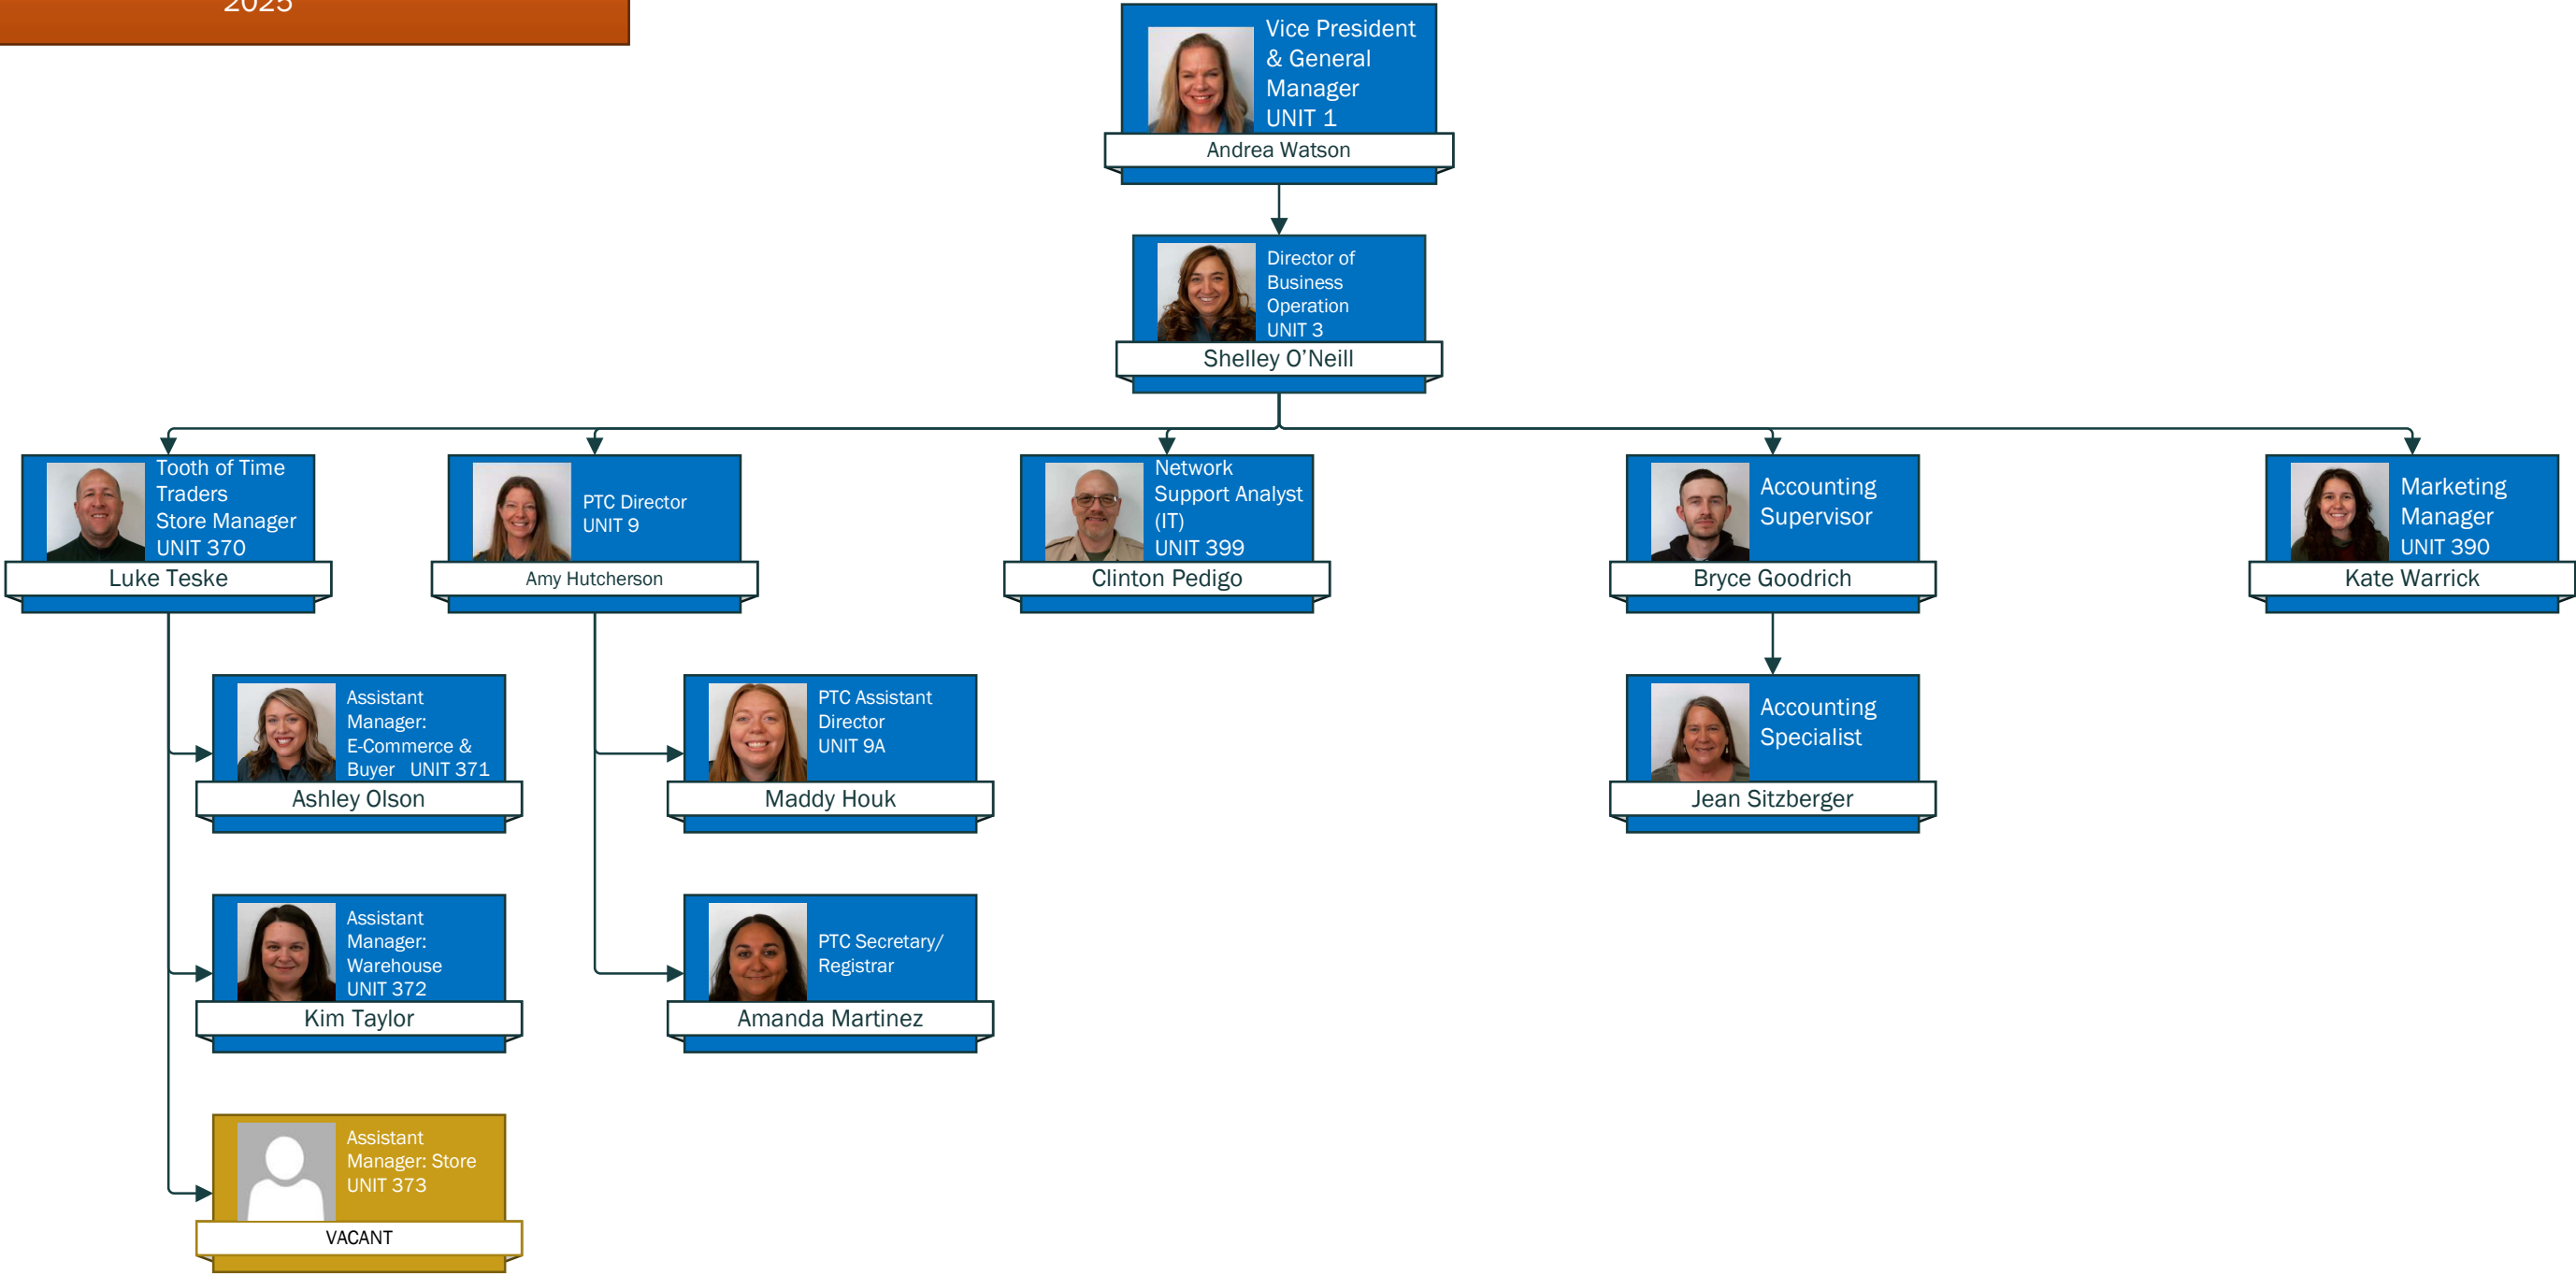 2025
Vice President
& General
Manager
UNIT 1
Andrea Watson
Director of
Business
Operation
UNIT 3
Shelley O’Neill
Tooth of Time
Traders
Store Manager
UNIT 370
Luke Teske
PTC Director
UNIT 9
Amy Hutcherson
Network
Support Analyst
(IT)
UNIT 399
Clinton Pedigo
Accounting
Supervisor
Bryce Goodrich
Marketing
Manager
UNIT 390
Kate Warrick
Assistant
Manager:
E-Commerce &
Buyer UNIT 371
Ashley Olson
PTC Assistant
Director
UNIT 9A
Maddy Houk
Accounting
Specialist
Jean Sitzberger
Assistant
Manager:
Warehouse
UNIT 372
Kim Taylor
PTC Secretary/
Registrar
Amanda Martinez
Assistant
Manager: Store
UNIT 373
VACANT